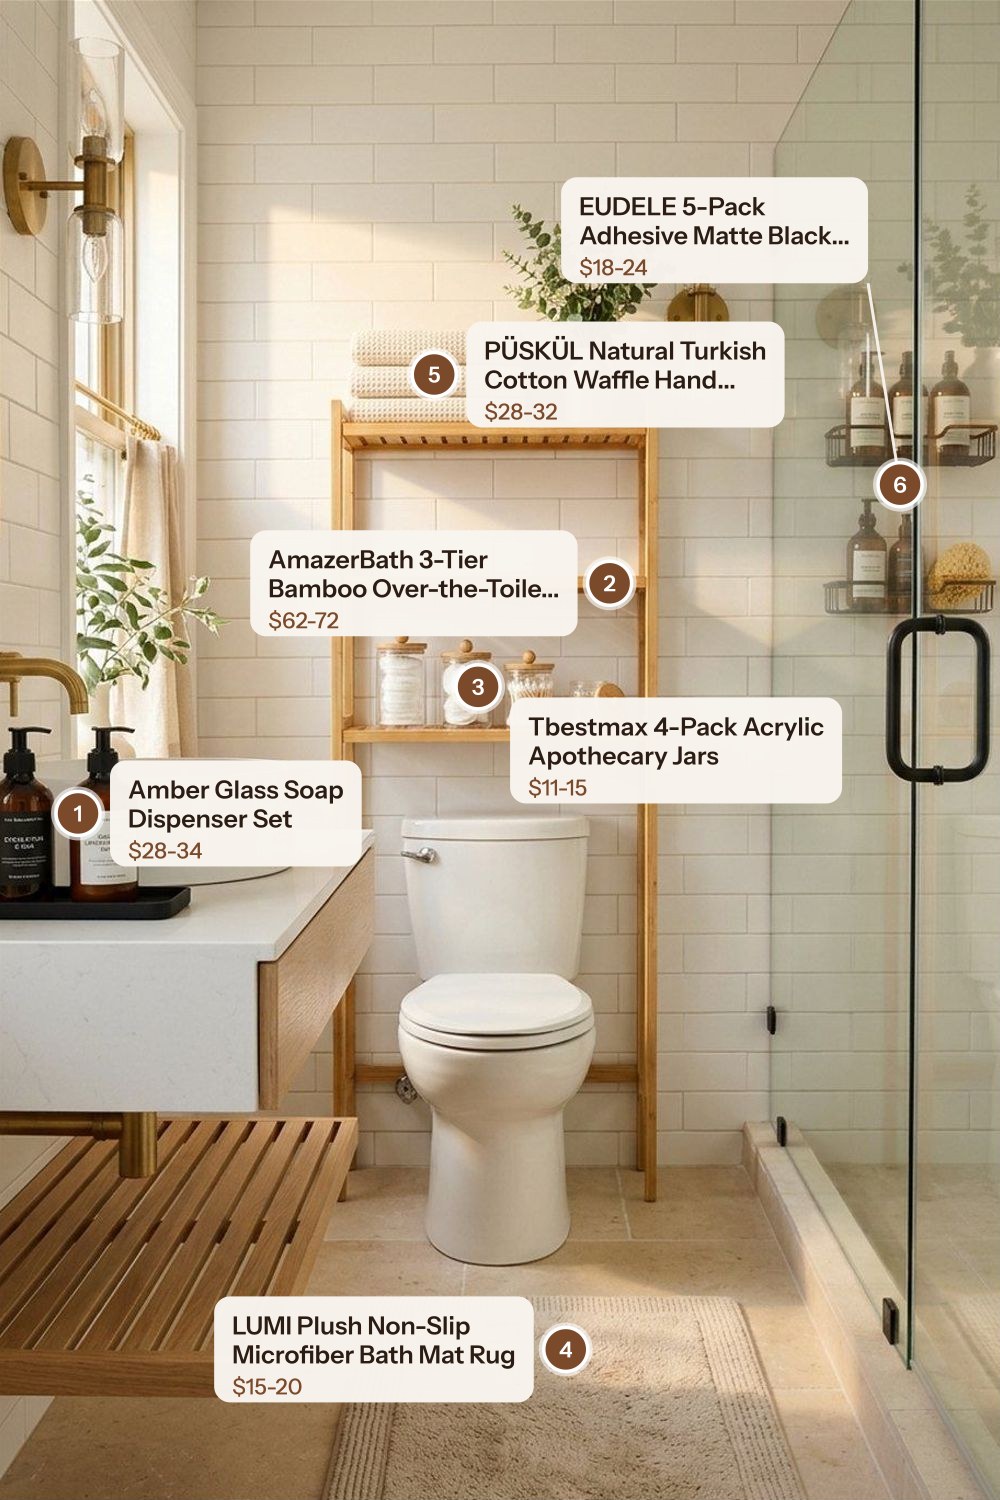 EUDELE 5-Pack
Adhesive Matte Black...
$18-24
PÜSKÜL Natural Turkish
Cotton Waffle Hand...
$28-32
5
6
AmazerBath 3-Tier
Bamboo Over-the-Toile...
$62-72
2
3
Tbestmax 4-Pack Acrylic
Apothecary Jars
$11-15
1
Amber Glass Soap
Dispenser Set
$28-34
LUMI Plush Non-Slip
Microfiber Bath Mat Rug
$15-20
4